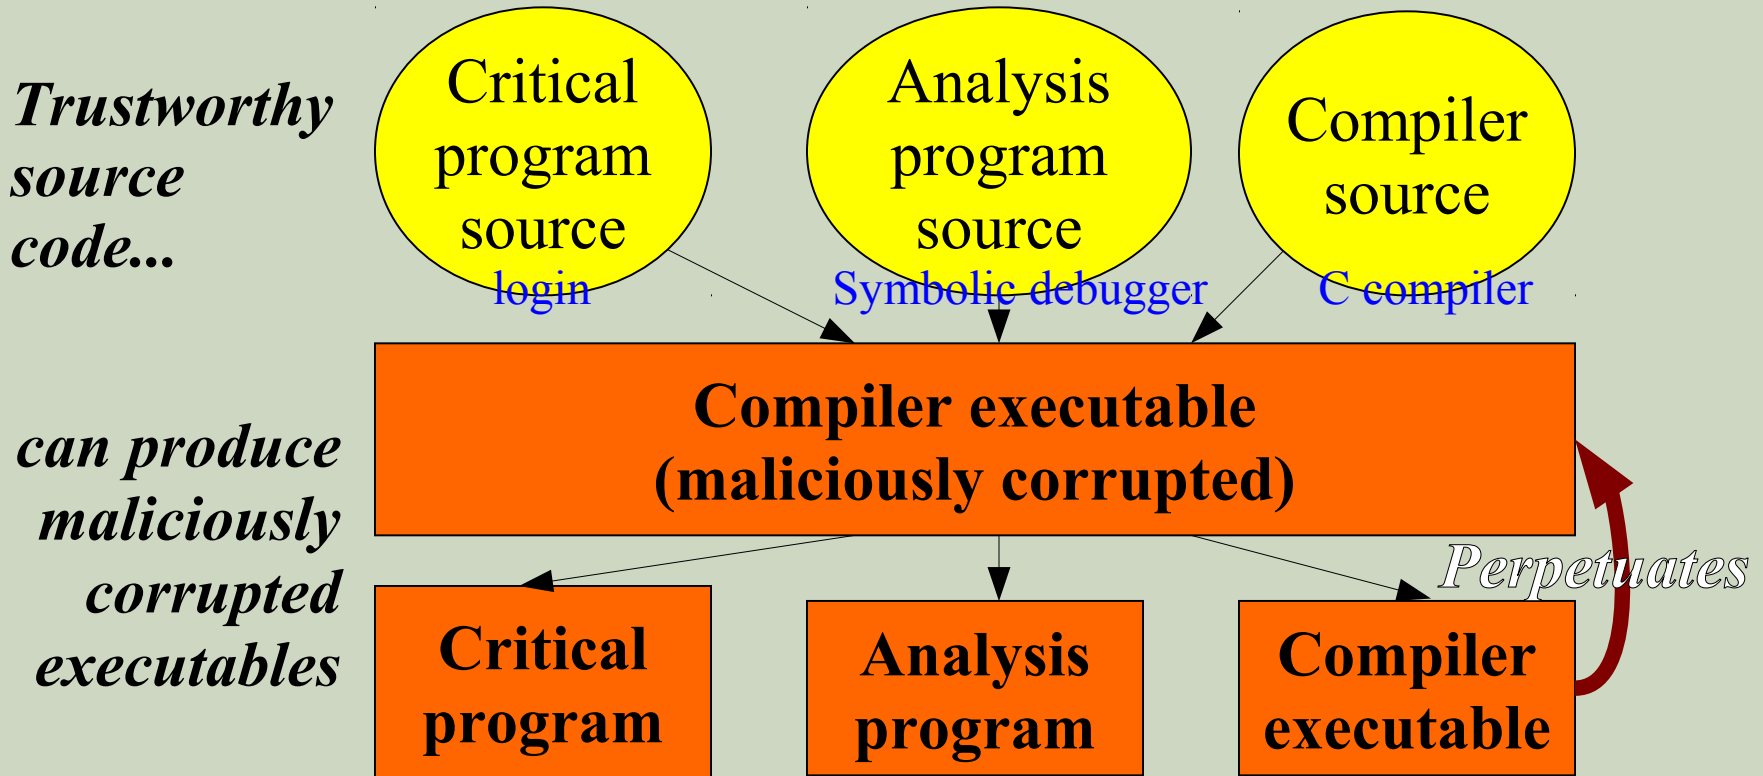 Trustworthy
source
code...
Critical
program
source
login
Analysis
program
source
Symbolic debugger
Compiler
source
C compiler
can produce
maliciously
corrupted
executables
Compiler executable
(maliciously corrupted)
Perpetuates
Critical
program
Analysis
program
Compiler
executable